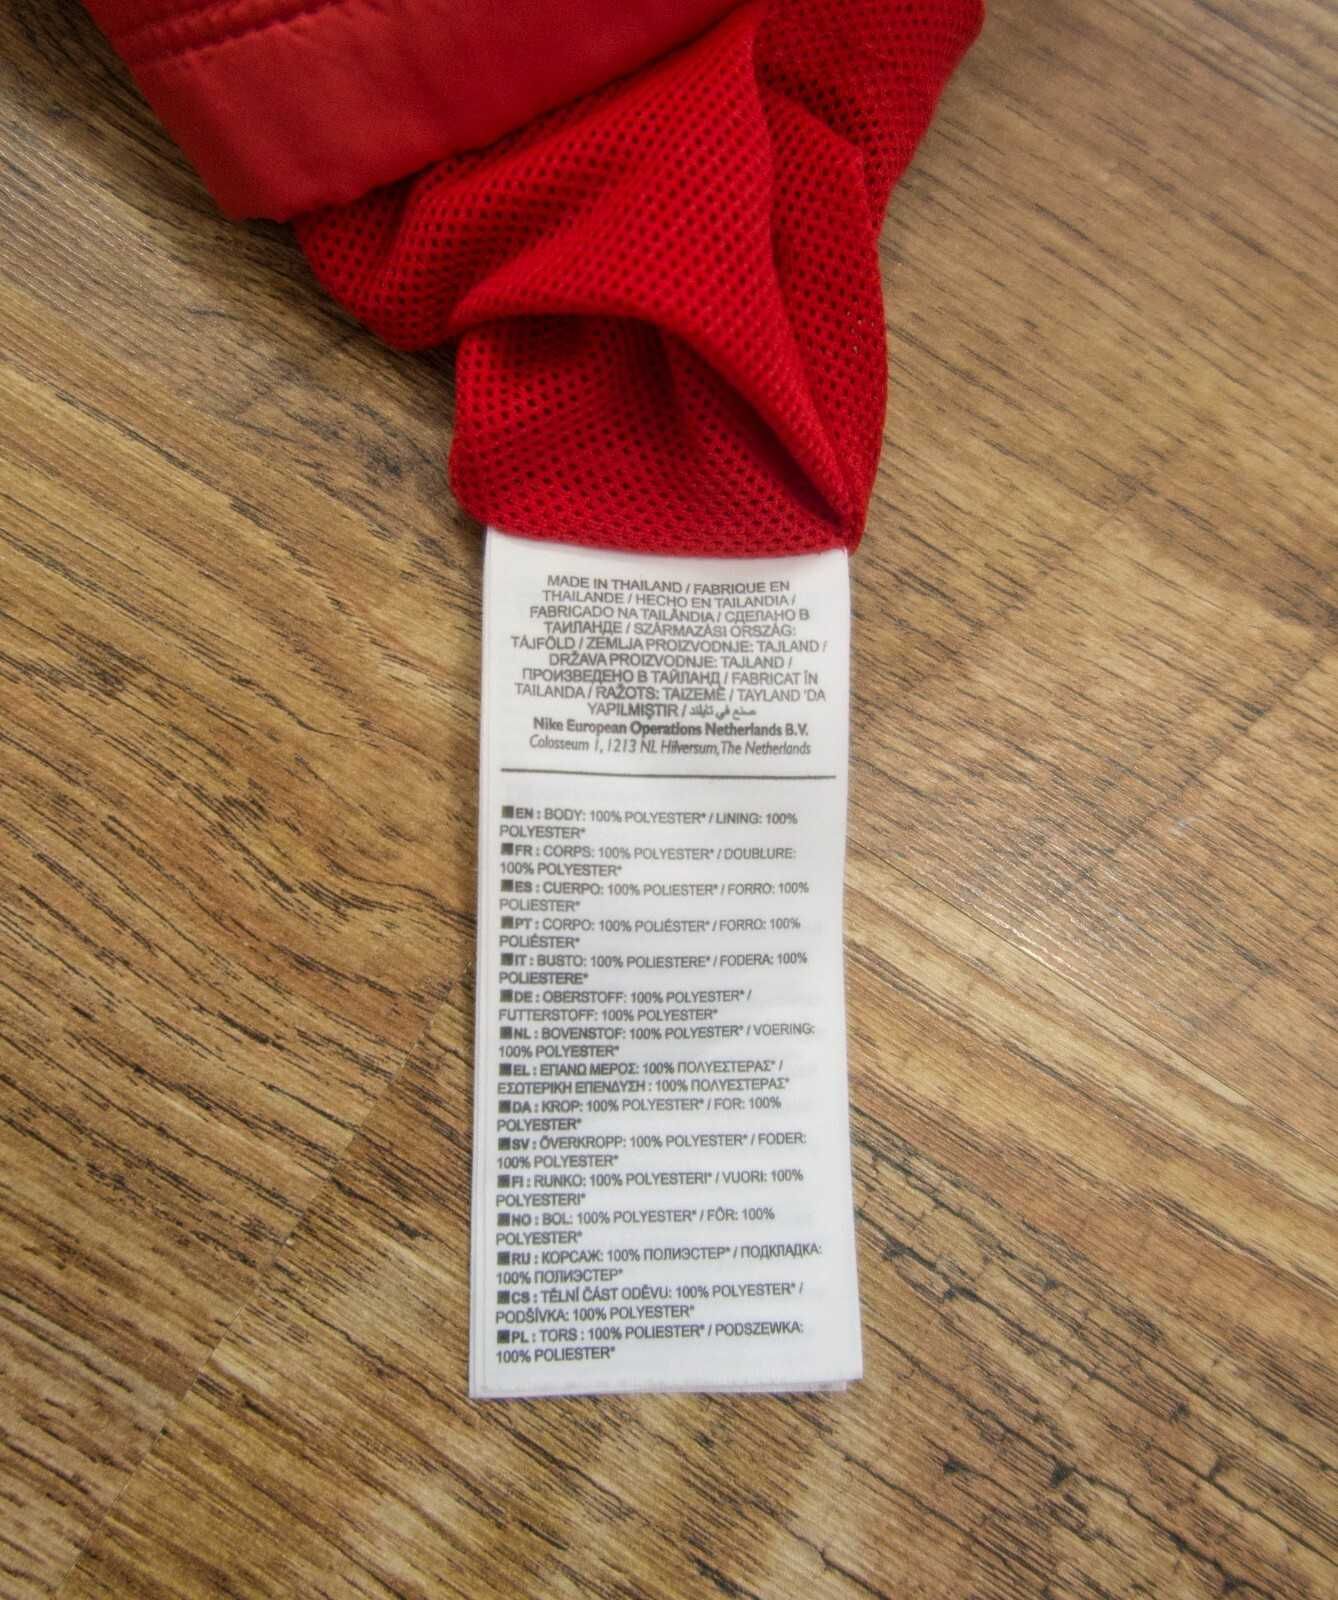 MADE IN THAILAND / FABRIQUE EN
THAILANDE / HECHO EN TAILANDIA /
FABRICADO NA TAILÂNDIA / СДЕЛАНО В
ТАИЛАНДЕ / SZÁRMAZÁSI ORSZÁG:
TÁJFÖLD / ZEMLJA PROIZVODNJE: TAJLAND /
DRŽAVA PROIZVODNJE: TAJLAND /
ПРОИЗВЕДЕНО В ТАЙЛАНД / FABRICAT ÎN
TAILANDA / RAŽOTS: TAIZEMĒ / TAYLAND 'DA
YAPILMIŞTIR / صنع في تايلند
Nike European Operations Netherlands B.V.
Colosseum 1, 1213 NL Hilversum, The Netherlands
EN : BODY: 100% POLYESTER* / LINING: 100%
POLYESTER*
FR : CORPS: 100% POLYESTER* / DOUBLURE:
100% POLYESTER*
ES : CUERPO: 100% POLIESTER* / FORRO: 100%
POLIESTER*
PT : CORPO: 100% POLIÉSTER* / FORRO: 100%
POLIÉSTER*
IT : BUSTO: 100% POLIESTERE* / FODERA: 100%
POLIESTERE*
DE : OBERSTOFF: 100% POLYESTER* /
FUTTERSTOFF: 100% POLYESTER*
NL : BOVENSTOF: 100% POLYESTER* / VOERING:
100% POLYESTER*
EL : ΕΠΑΝΩ ΜΕΡΟΣ: 100% ΠΟΛΥΕΣΤΕΡΑΣ* /
ΕΣΩΤΕΡΙΚΗ ΕΠΕΝΔΥΣΗ : 100% ΠΟΛΥΕΣΤΕΡΑΣ*
DA : KROP: 100% POLYESTER* / FOR: 100%
POLYESTER*
SV : ÖVERKROPP: 100% POLYESTER* / FODER:
100% POLYESTER*
FI : RUNKO: 100% POLYESTERI* / VUORI: 100%
POLYESTERI*
NO : BOL: 100% POLYESTER* / FÔR: 100%
POLYESTER*
RU : КОРСАЖ: 100% ПОЛИЭСТЕР* / ПОДКЛАДКА:
100% ПОЛИЭСТЕР*
CS : TĚLNÍ ČÁST ODĚVU: 100% POLYESTER* /
PODŠÍVKA: 100% POLYESTER*
PL : TORS : 100% POLIESTER* / PODSZEWKA:
100% POLIESTER*